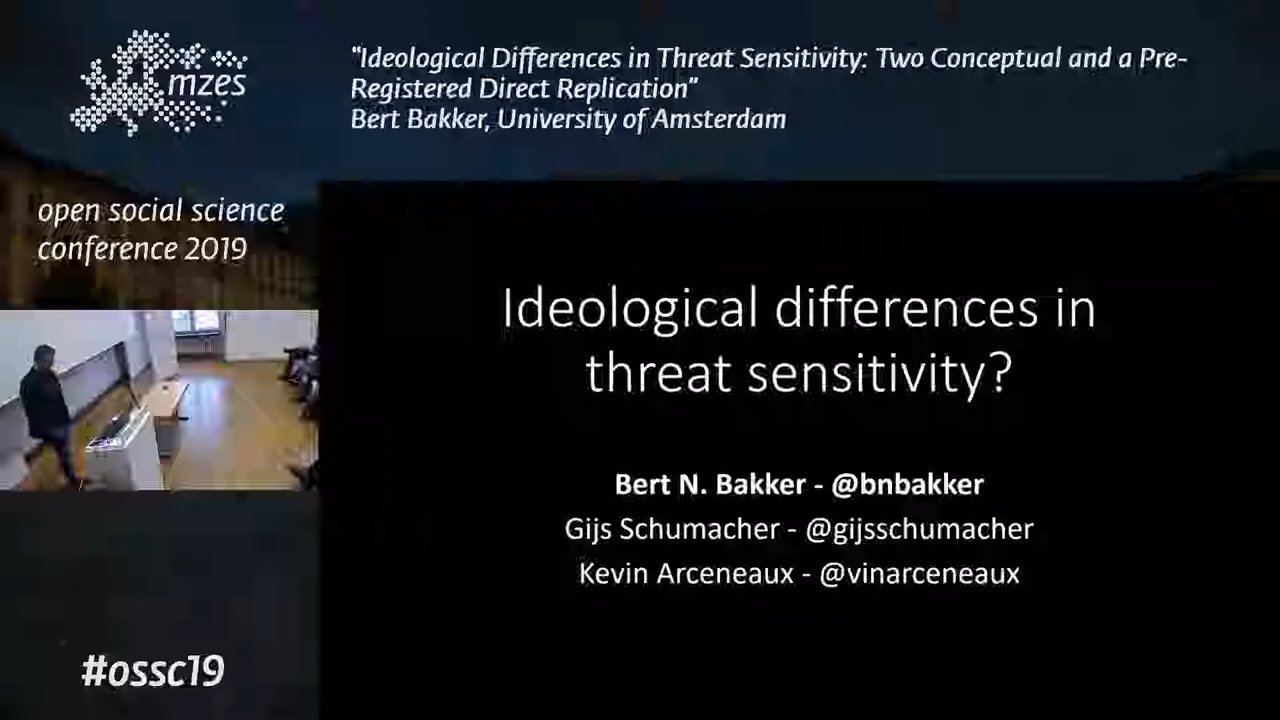 mzes
"Ideological Differences in Threat Sensitivity: Two Conceptual and a Pre-
Registered Direct Replication"
Bert Bakker, University of Amsterdam
open social science
conference 2019
Ideological differences in
threat sensitivity?
Bert N. Bakker - @bnbakker
Gijs Schumacher - @gijsschumacher
Kevin Arceneaux - @vinarceneaux
#ossc19